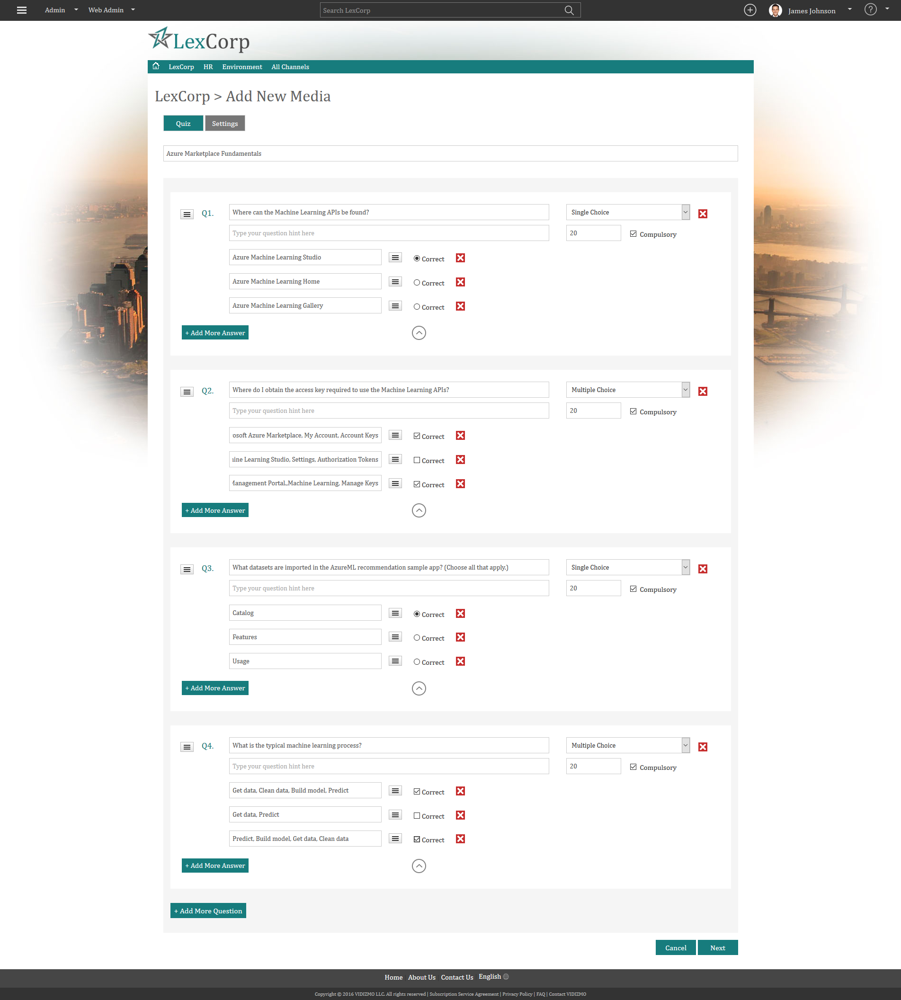 Admin Web Admin Search LexCorp James Johnson
LexCorp
LexCorp HR Environment All Channels
LexCorp > Add New Media
Quiz Settings
Azure Marketplace Fundamentals
Q1. Where can the Machine Learning APIs be found? Single Choice
Type your question hint here 20 Compulsory
Azure Machine Learning Studio Correct
Azure Machine Learning Home Correct
Azure Machine Learning Gallery Correct
+ Add More Answer
Q2. Where do I obtain the access key required to use the Machine Learning APIs? Multiple Choice
Type your question hint here 20 Compulsory
osoft Azure Marketplace, My Account, Account Keys Correct
ine Learning Studio, Settings, Authorization Tokens Correct
Management Portal.,Machine Learning, Manage Keys Correct
+ Add More Answer
Q3. What datasets are imported in the AzureML recommendation sample app? (Choose all that apply.) Single Choice
Type your question hint here 20 Compulsory
Catalog Correct
Features Correct
Usage Correct
+ Add More Answer
Q4. What is the typical machine learning process? Multiple Choice
Type your question hint here 20 Compulsory
Get data, Clean data, Build model, Predict Correct
Get data, Predict Correct
Predict, Build model, Get data, Clean data Correct
+ Add More Answer
+ Add More Question
Cancel Next
Home About Us Contact Us English
Copyright © 2016 VIDIZMO LLC. All rights reserved | Subscription Service Agreement | Privacy Policy | FAQ | Contact VIDIZMO